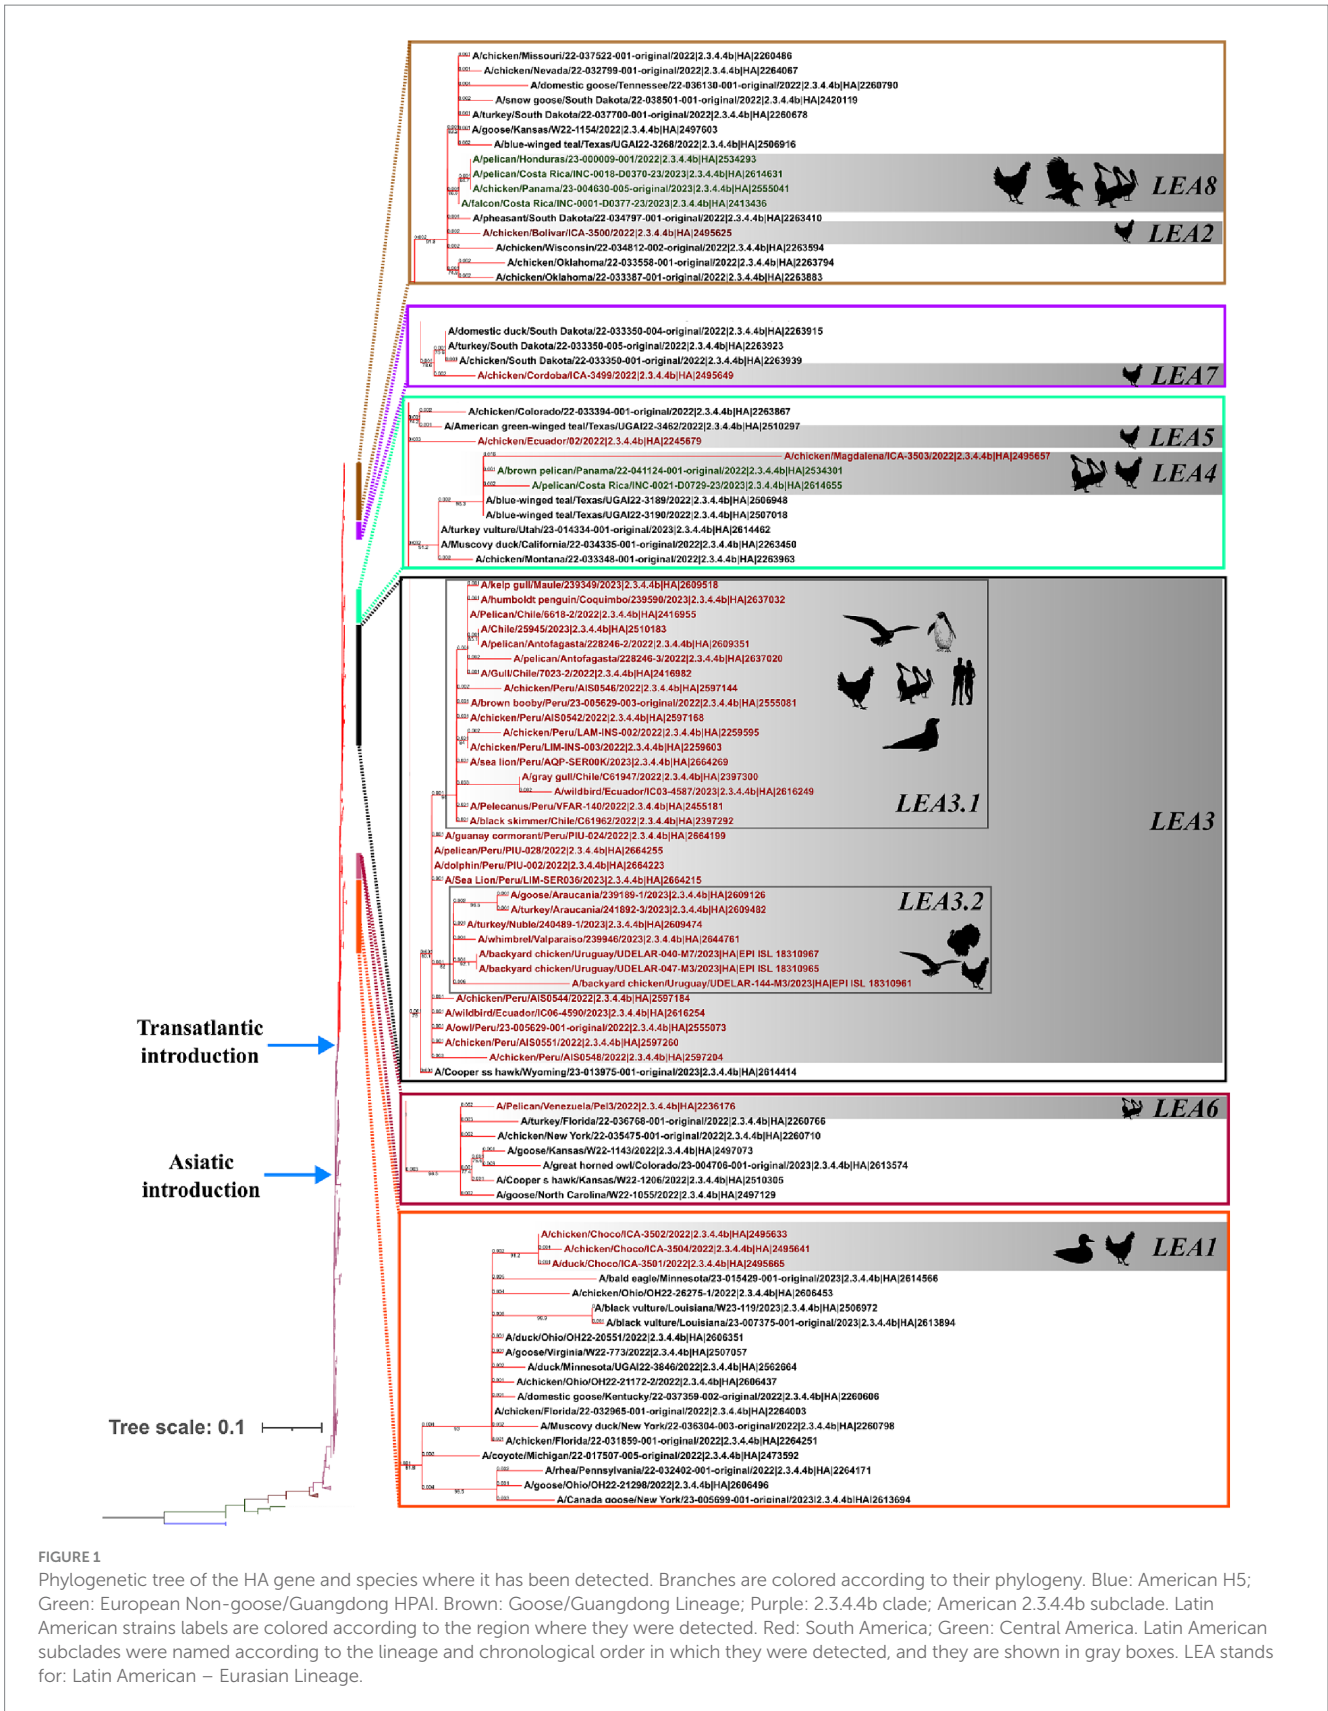 A/chicken/Missouri/22-037522-001-original/2022|2.3.4.4b|HA|2260486
A/chicken/Nevada/22-032799-001-original/2022|2.3.4.4b|HA|2264067
A/domestic goose/Tennessee/22-036130-001-original/2022|2.3.4.4b|HA|2260790
A/snow goose/South Dakota/22-038501-001-original/2022|2.3.4.4b|HA|2420119
A/turkey/South Dakota/22-037700-001-original/2022|2.3.4.4b|HA|2260678
A/goose/Kansas/W22-1154/2022|2.3.4.4b|HA|2497603
A/blue-winged teal/Texas/UGAI22-3268/2022|2.3.4.4b|HA|2506916
A/pelican/Honduras/23-000009-001/2022|2.3.4.4b|HA|2534293
A/pelican/Costa Rica/INC-0018-D0370-23/2023|2.3.4.4b|HA|2614631
A/chicken/Panama/23-004630-005-original/2023|2.3.4.4b|HA|2555041
A/falcon/Costa Rica/INC-0001-D0377-23/2023|2.3.4.4b|HA|2413436
LEA8
A/pheasant/South Dakota/22-034797-001-original/2022|2.3.4.4b|HA|2263410
A/chicken/Bolivar/ICA-3500/2022|2.3.4.4b|HA|2495625
LEA2
A/chicken/Wisconsin/22-034812-002-original/2022|2.3.4.4b|HA|2263594
A/chicken/Oklahoma/22-033558-001-original/2022|2.3.4.4b|HA|2263794
A/chicken/Oklahoma/22-033387-001-original/2022|2.3.4.4b|HA|2263883
A/domestic duck/South Dakota/22-033350-004-original/2022|2.3.4.4b|HA|2263915
A/turkey/South Dakota/22-033350-005-original/2022|2.3.4.4b|HA|2263923
A/chicken/South Dakota/22-033350-001-original/2022|2.3.4.4b|HA|2263939
A/chicken/Cordoba/ICA-3499/2022|2.3.4.4b|HA|2495649
LEA7
A/chicken/Colorado/22-033394-001-original/2022|2.3.4.4b|HA|2263867
A/American green-winged teal/Texas/UGAI22-3462/2022|2.3.4.4b|HA|2510297
A/chicken/Ecuador/02/2022|2.3.4.4b|HA|2245679
LEA5
A/chicken/Magdalena/ICA-3503/2022|2.3.4.4b|HA|2495657
A/brown pelican/Panama/22-041124-001-original/2022|2.3.4.4b|HA|2534301
A/pelican/Costa Rica/INC-0021-D0729-23/2023|2.3.4.4b|HA|2614655
LEA4
A/blue-winged teal/Texas/UGAI22-3189/2022|2.3.4.4b|HA|2506948
A/blue-winged teal/Texas/UGAI22-3190/2022|2.3.4.4b|HA|2507018
A/turkey vulture/Utah/23-014334-001-original/2023|2.3.4.4b|HA|2614462
A/Muscovy duck/California/22-034335-001-original/2022|2.3.4.4b|HA|2263450
A/chicken/Montana/22-033348-001-original/2022|2.3.4.4b|HA|2263963
A/kelp gull/Maule/239349/2023|2.3.4.4b|HA|2609518
A/humboldt penguin/Coquimbo/239590/2023|2.3.4.4b|HA|2637032
A/Pelican/Chile/6618-2/2022|2.3.4.4b|HA|2416955
A/Chile/25945/2023|2.3.4.4b|HA|2510183
A/pelican/Antofagasta/228246-2/2022|2.3.4.4b|HA|2609351
A/pelican/Antofagasta/228246-3/2022|2.3.4.4b|HA|2637020
A/Gull/Chile/7023-2/2022|2.3.4.4b|HA|2416982
A/chicken/Peru/AIS0546/2022|2.3.4.4b|HA|2597144
A/brown booby/Peru/23-005629-003-original/2022|2.3.4.4b|HA|2555081
A/chicken/Peru/AIS0542/2022|2.3.4.4b|HA|2597168
A/chicken/Peru/LAM-INS-002/2022|2.3.4.4b|HA|2259595
A/chicken/Peru/LIM-INS-003/2022|2.3.4.4b|HA|2259603
A/sea lion/Peru/AQP-SER00K/2023|2.3.4.4b|HA|2664269
A/gray gull/Chile/C61947/2022|2.3.4.4b|HA|2397300
A/wildbird/Ecuador/IC03-4587/2023|2.3.4.4b|HA|2616249
A/Pelecanus/Peru/VFAR-140/2022|2.3.4.4b|HA|2455181
A/black skimmer/Chile/C61962/2022|2.3.4.4b|HA|2397292
LEA3.1
LEA3
A/guanay cormorant/Peru/PIU-024/2022|2.3.4.4b|HA|2664199
A/pelican/Peru/PIU-028/2022|2.3.4.4b|HA|2664255
A/dolphin/Peru/PIU-002/2022|2.3.4.4b|HA|2664223
A/Sea Lion/Peru/LIM-SER036/2023|2.3.4.4b|HA|2664215
A/goose/Araucania/239189-1/2023|2.3.4.4b|HA|2609126
A/turkey/Araucania/241892-3/2023|2.3.4.4b|HA|2609482
LEA3.2
A/turkey/Nuble/240489-1/2023|2.3.4.4b|HA|2609474
A/whimbrel/Valparaiso/239946/2023|2.3.4.4b|HA|2644761
A/backyard chicken/Uruguay/UDELAR-040-M7/2023|HA|EPI ISL 18310967
A/backyard chicken/Uruguay/UDELAR-047-M3/2023|HA|EPI ISL 18310965
A/backyard chicken/Uruguay/UDELAR-144-M3/2023|HA|EPI ISL 18310961
A/chicken/Peru/AIS0544/2022|2.3.4.4b|HA|2597184
A/wildbird/Ecuador/IC06-4590/2023|2.3.4.4b|HA|2616254
A/owl/Peru/23-005629-001-original/2022|2.3.4.4b|HA|2555073
A/chicken/Peru/AIS0551/2022|2.3.4.4b|HA|2597260
A/chicken/Peru/AIS0548/2022|2.3.4.4b|HA|2597204
A/Cooper ss hawk/Wyoming/23-013975-001-original/2023|2.3.4.4b|HA|2614414
Transatlantic
introduction
A/Pelican/Venezuela/Pel3/2022|2.3.4.4b|HA|2236176
LEA6
A/turkey/Florida/22-036768-001-original/2022|2.3.4.4b|HA|2260766
A/chicken/New York/22-035475-001-original/2022|2.3.4.4b|HA|2260710
A/goose/Kansas/W22-1143/2022|2.3.4.4b|HA|2497073
A/great horned owl/Colorado/23-004706-001-original/2023|2.3.4.4b|HA|2613574
A/Cooper s hawk/Kansas/W22-1206/2022|2.3.4.4b|HA|2510305
A/goose/North Carolina/W22-1055/2022|2.3.4.4b|HA|2497129
Asiatic
introduction
A/chicken/Choco/ICA-3502/2022|2.3.4.4b|HA|2495633
A/chicken/Choco/ICA-3504/2022|2.3.4.4b|HA|2495641
A/duck/Choco/ICA-3501/2022|2.3.4.4b|HA|2495665
LEA1
A/bald eagle/Minnesota/23-015429-001-original/2023|2.3.4.4b|HA|2614566
A/chicken/Ohio/OH22-26275-1/2022|2.3.4.4b|HA|2606453
A/black vulture/Louisiana/W23-119/2023|2.3.4.4b|HA|2506972
A/black vulture/Louisiana/23-007375-001-original/2023|2.3.4.4b|HA|2613894
A/duck/Ohio/OH22-20551/2022|2.3.4.4b|HA|2606351
A/goose/Virginia/W22-773/2022|2.3.4.4b|HA|2507057
A/duck/Minnesota/UGAI22-3846/2022|2.3.4.4b|HA|2562664
A/chicken/Ohio/OH22-21172-2/2022|2.3.4.4b|HA|2606437
A/domestic goose/Kentucky/22-037359-002-original/2022|2.3.4.4b|HA|2260606
A/chicken/Florida/22-032965-001-original/2022|2.3.4.4b|HA|2264003
A/Muscovy duck/New York/22-036304-003-original/2022|2.3.4.4b|HA|2260798
A/chicken/Florida/22-031859-001-original/2022|2.3.4.4b|HA|2264251
A/coyote/Michigan/22-017507-005-original/2022|2.3.4.4b|HA|2473592
A/rhea/Pennsylvania/22-032402-001-original/2022|2.3.4.4b|HA|2264171
A/goose/Ohio/OH22-21298/2022|2.3.4.4b|HA|2606496
A/Canada goose/New York/23-005699-001-original/2023|2.3.4.4b|HA|2613694
Tree scale: 0.1
FIGURE 1
Phylogenetic tree of the HA gene and species where it has been detected. Branches are colored according to their phylogeny. Blue: American H5;
Green: European Non-goose/Guangdong HPAI. Brown: Goose/Guangdong Lineage; Purple: 2.3.4.4b clade; American 2.3.4.4b subclade. Latin
American strains labels are colored according to the region where they were detected. Red: South America; Green: Central America. Latin American
subclades were named according to the lineage and chronological order in which they were detected, and they are shown in gray boxes. LEA stands
for: Latin American – Eurasian Lineage.